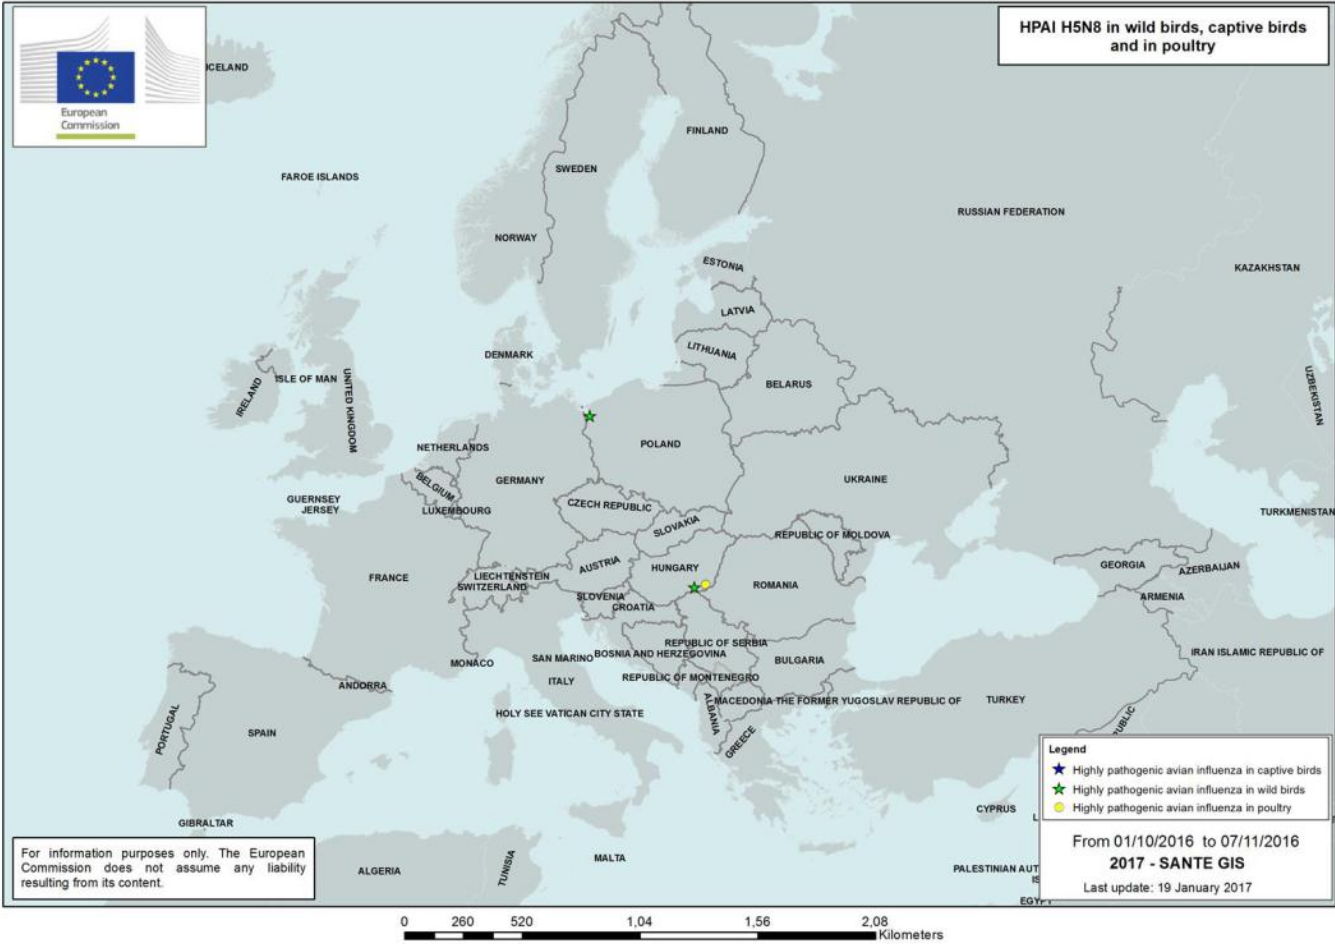 HPAI H5N8 in wild birds, captive birds
and in poultry
European
Commission
ICELAND
FINLAND
SWEDEN
FAROE ISLANDS
RUSSIAN FEDERATION
NORWAY
ESTONIA
KAZAKHSTAN
LATVIA
LITHUANIA
DENMARK
ISLE OF MAN
UNITED KINGDOM
IRELAND
BELARUS
UZBEKISTAN
NETHERLANDS
POLAND
BELGIUM
GERMANY
UKRAINE
GUERNSEY
JERSEY
LUXEMBOURG
CZECH REPUBLIC
SLOVAKIA
TURKMENISTAN
REPUBLIC OF MOLDOVA
AUSTRIA
HUNGARY
GEORGIA
AZERBAIJAN
FRANCE
LIECHTENSTEIN
SWITZERLAND
ROMANIA
SLOVENIA
CROATIA
ARMENIA
REPUBLIC OF SERBIA
BOSNIA AND HERZEGOVINA
SAN MARINO
MONACO
BULGARIA
IRAN ISLAMIC REPUBLIC OF
REPUBLIC OF MONTENEGRO
ITALY
ANDORRA
MACEDONIA THE FORMER YUGOSLAV REPUBLIC OF
TURKEY
ALBANIA
HOLY SEE VATICAN CITY STATE
PORTUGAL
SPAIN
GREECE
PUBLIC
Legend
Highly pathogenic avian influenza in captive birds
Highly pathogenic avian influenza in wild birds
Highly pathogenic avian influenza in poultry
CYPRUS
GIBRALTAR
For information purposes only. The European
Commission does not assume any liability
resulting from its content.
ALGERIA
TUNISIA
MALTA
PALESTINIAN AUT
EGYPT
From 01/10/2016 to 07/11/2016
2017 - SANTE GIS
Last update: 19 January 2017
0 260 520 1,04 1,56 2,08
Kilometers